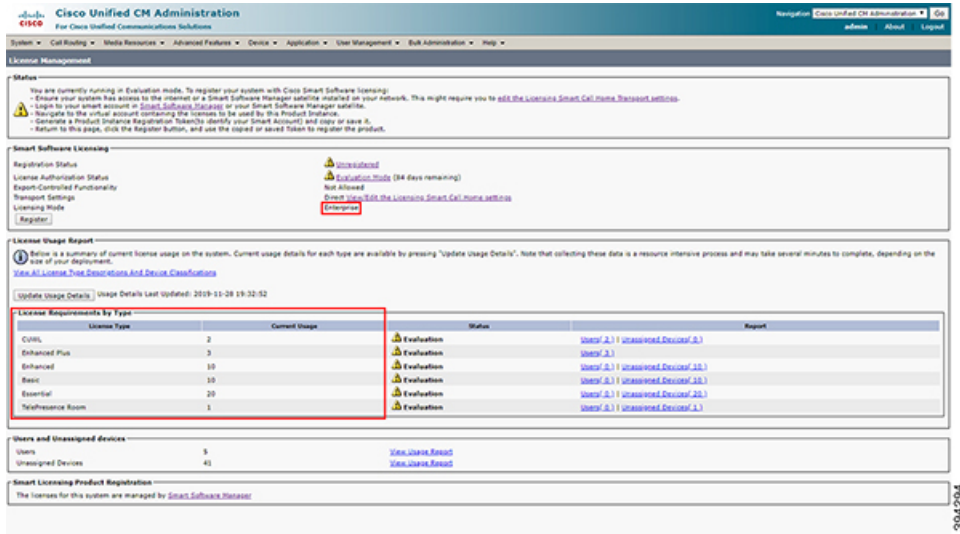 cisco
Cisco Unified CM Administration
For Cisco Unified Communications Solutions
Navigation Cisco Unified CM Administration Go
admin About Logout
System Call Routing Media Resources Advanced Features Device Application User Management Bulk Administration Help
License Management
Status
You are currently running in Evaluation mode. To register your system with Cisco Smart Software licensing:
- Ensure your system has access to the internet or a Smart Software Manager satellite installed on your network. This might require you to edit the Licensing Smart Call Home Transport settings.
- Login to your smart account in Smart Software Manager or your Smart Software Manager satellite.
- Navigate to the virtual account containing the licenses to be used by this Product Instance.
- Generate a Product Instance Registration Token(to identify your Smart Account) and copy or save it.
- Return to this page, click the Register button, and use the copied or saved Token to register the product.
Smart Software Licensing
Registration Status Unregistered
License Authorization Status Evaluation Mode (84 days remaining)
Export-Controlled Functionality Not Allowed
Transport Settings Direct View/Edit the Licensing Smart Call Home settings
Licensing Mode Enterprise
Register
License Usage Report
Below is a summary of current license usage on the system. Current usage details for each type are available by pressing "Update Usage Details". Note that collecting these data is a resource intensive process and may take several minutes to complete, depending on the
size of your deployment.
View All License Type Descriptions And Device Classifications
Update Usage Details Usage Details Last Updated: 2019-11-28 19:32:52
License Requirements by Type
License Type Current Usage Status Report
CUWL 2 Evaluation Users( 2 ) | Unassigned Devices( 0 )
Enhanced Plus 3 Evaluation Users( 3 )
Enhanced 10 Evaluation Users( 0 ) | Unassigned Devices( 10 )
Basic 10 Evaluation Users( 0 ) | Unassigned Devices( 10 )
Essential 20 Evaluation Users( 0 ) | Unassigned Devices( 20 )
TelePresence Room 1 Evaluation Users( 0 ) | Unassigned Devices( 1 )
Users and Unassigned devices
Users 5 View Usage Report
Unassigned Devices 41 View Usage Report
Smart Licensing Product Registration
The licenses for this system are managed by Smart Software Manager
394294